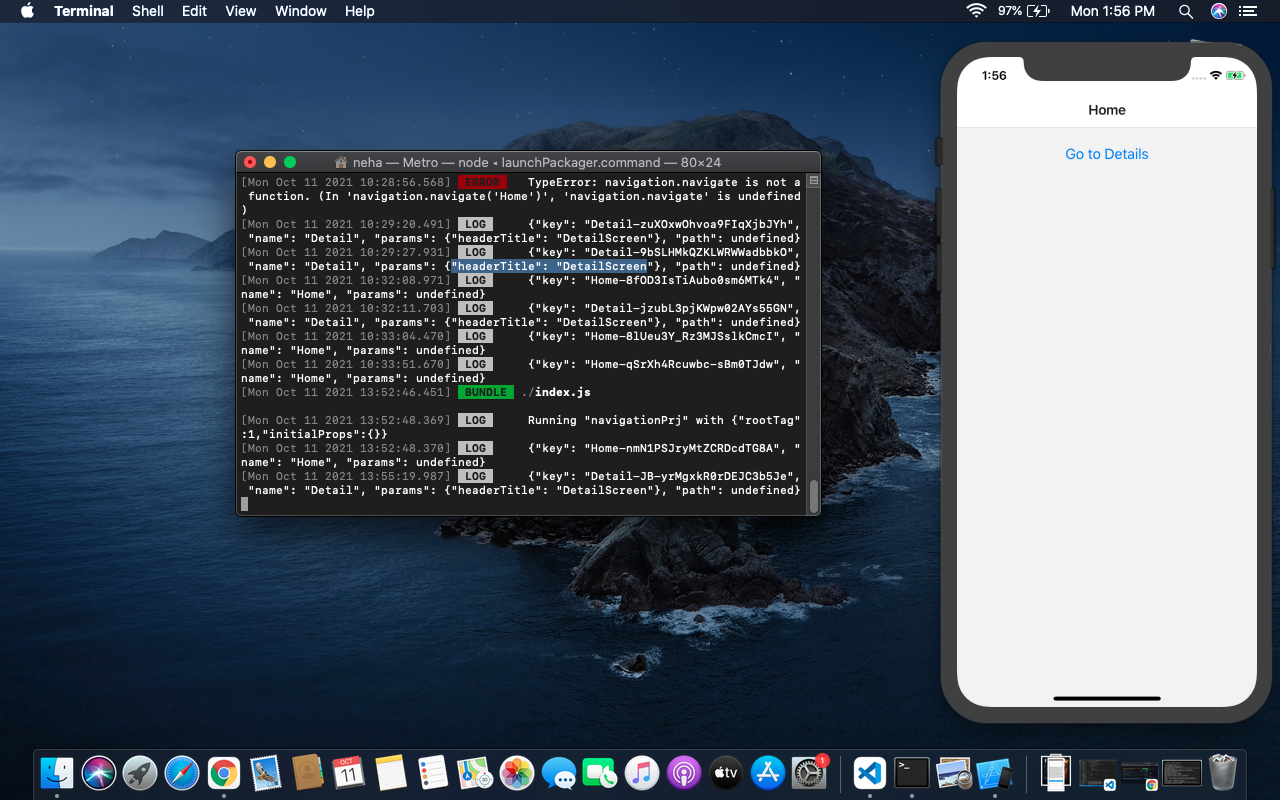 Terminal Shell Edit View Window Help 97% Mon 1:56 PM
neha — Metro — node ◂ launchPackager.command — 80×24
[Mon Oct 11 2021 10:28:56.568] ERROR TypeError: navigation.navigate is not a
function. (In 'navigation.navigate('Home')', 'navigation.navigate' is undefined
)
[Mon Oct 11 2021 10:29:20.491] LOG {"key": "Detail-zuXOxwOhvoa9FIqXjbJYh",
"name": "Detail", "params": {"headerTitle": "DetailScreen"}, "path": undefined}
[Mon Oct 11 2021 10:29:27.931] LOG {"key": "Detail-9bSLHMkQZKLWRWWadbbkO",
"name": "Detail", "params": {"headerTitle": "DetailScreen"}, "path": undefined}
[Mon Oct 11 2021 10:32:08.971] LOG {"key": "Home-8fOD3IsTiAubo0sm6MTk4", "
name": "Home", "params": undefined}
[Mon Oct 11 2021 10:32:11.703] LOG {"key": "Detail-jzubL3pjKWpw02AYs55GN",
"name": "Detail", "params": {"headerTitle": "DetailScreen"}, "path": undefined}
[Mon Oct 11 2021 10:33:04.470] LOG {"key": "Home-8lUeu3Y_Rz3MJSslkCmcI", "
name": "Home", "params": undefined}
[Mon Oct 11 2021 10:33:51.670] LOG {"key": "Home-qSrXh4Rcuwbc-sBm0TJdw", "
name": "Home", "params": undefined}
[Mon Oct 11 2021 13:52:46.451] BUNDLE ./index.js
[Mon Oct 11 2021 13:52:48.369] LOG Running "navigationPrj" with {"rootTag"
:1,"initialProps":{}}
[Mon Oct 11 2021 13:52:48.370] LOG {"key": "Home-nmN1PSJryMtZCRDcdTG8A", "
name": "Home", "params": undefined}
[Mon Oct 11 2021 13:55:19.987] LOG {"key": "Detail-JB-yrMgxkR0rDEJC3b5Je",
"name": "Detail", "params": {"headerTitle": "DetailScreen"}, "path": undefined}
1:56
Home
Go to Details
OCT
11
tv
1
>_